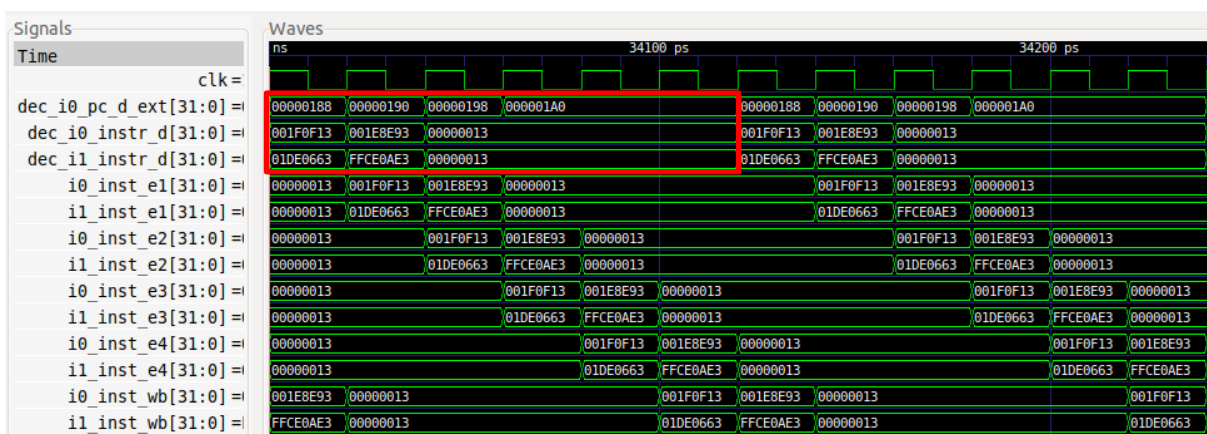 Signals
Waves
Time
ns 34100 ps 34200 ps
clk =
dec_i0_pc_d_ext[31:0] = 00000188 00000190 00000198 000001A0 00000188 00000190 00000198 000001A0
dec_i0_instr_d[31:0] = 001F0F13 001E8E93 00000013 001F0F13 001E8E93 00000013
dec_i1_instr_d[31:0] = 01DE0663 FFCE0AE3 00000013 01DE0663 FFCE0AE3 00000013
i0_inst_e1[31:0] = 00000013 001F0F13 001E8E93 00000013 001F0F13 001E8E93 00000013
i1_inst_e1[31:0] = 00000013 01DE0663 FFCE0AE3 00000013 01DE0663 FFCE0AE3 00000013
i0_inst_e2[31:0] = 00000013 001F0F13 001E8E93 00000013 001F0F13 001E8E93 00000013
i1_inst_e2[31:0] = 00000013 01DE0663 FFCE0AE3 00000013 01DE0663 FFCE0AE3 00000013
i0_inst_e3[31:0] = 00000013 001F0F13 001E8E93 00000013 001F0F13 001E8E93 00000013
i1_inst_e3[31:0] = 00000013 01DE0663 FFCE0AE3 00000013 01DE0663 FFCE0AE3 00000013
i0_inst_e4[31:0] = 00000013 001F0F13 001E8E93 00000013 001F0F13 001E8E93
i1_inst_e4[31:0] = 00000013 01DE0663 FFCE0AE3 00000013 01DE0663 FFCE0AE3
i0_inst_wb[31:0] = 001E8E93 00000013 001F0F13 001E8E93 00000013 001F0F13
i1_inst_wb[31:0] = FFCE0AE3 00000013 01DE0663 FFCE0AE3 00000013 01DE0663